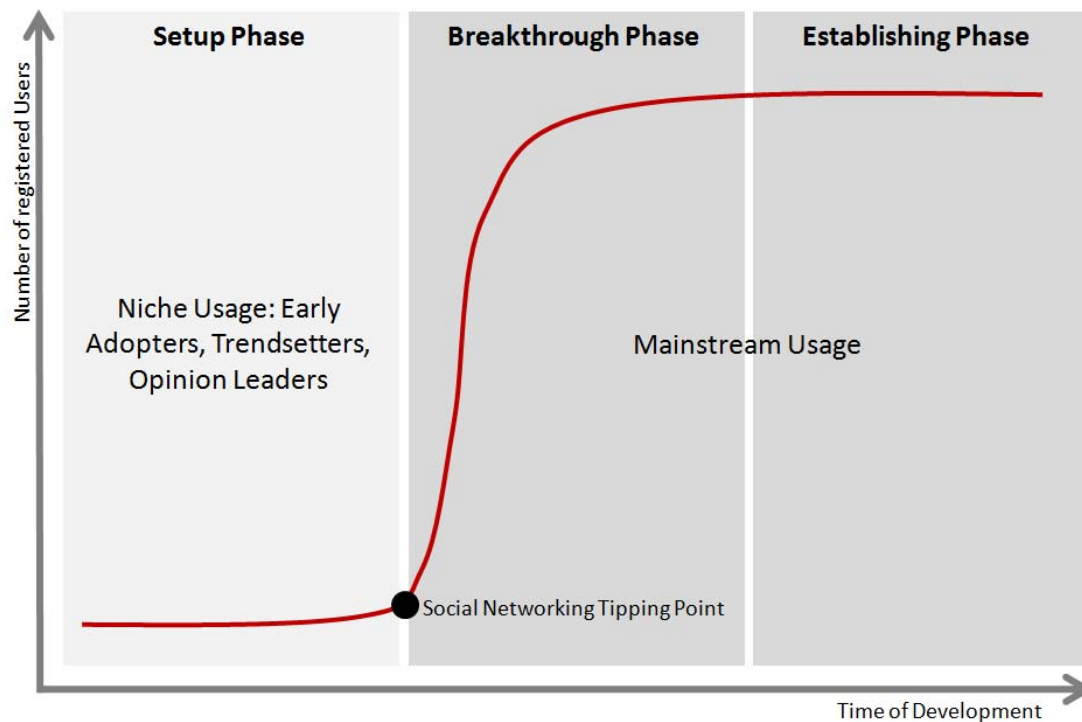 Setup Phase
Breakthrough Phase
Establishing Phase
Number of registered Users
Niche Usage: Early
Adopters, Trendsetters,
Opinion Leaders
Mainstream Usage
Social Networking Tipping Point
Time of Development